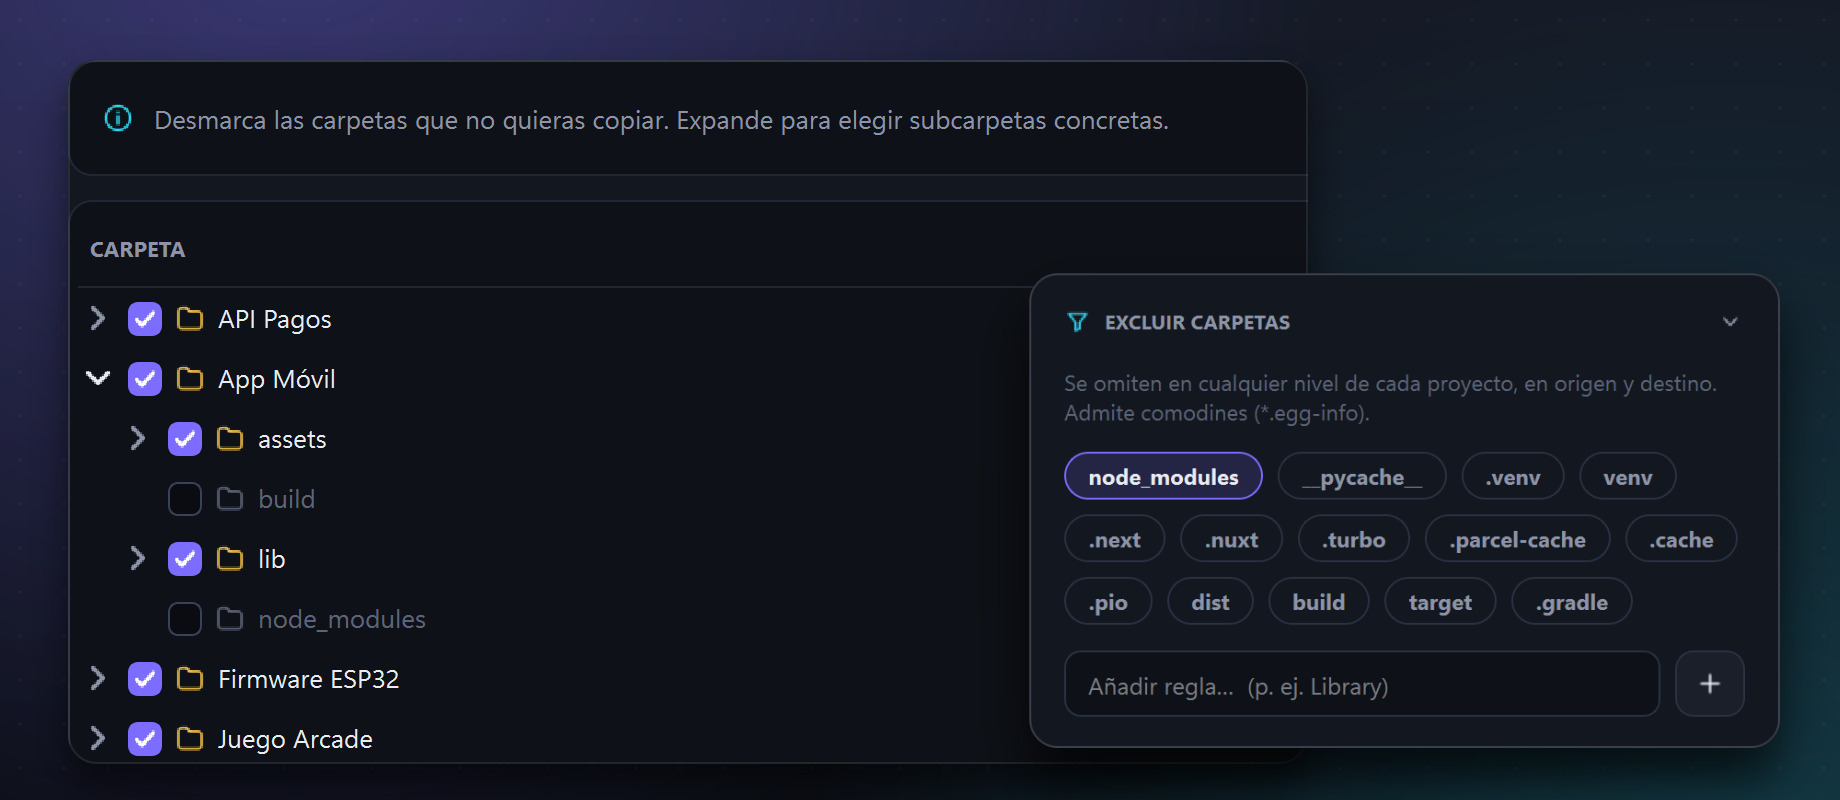 Desmarca las carpetas que no quieras copiar. Expande para elegir subcarpetas concretas.
CARPETA
API Pagos
App Móvil
assets
build
lib
node_modules
Firmware ESP32
Juego Arcade
EXCLUIR CARPETAS
Se omiten en cualquier nivel de cada proyecto, en origen y destino.
Admite comodines (*.egg-info).
node_modules __pycache__ .venv venv
.next .nuxt .turbo .parcel-cache .cache
.pio dist build target .gradle
Añadir regla... (p. ej. Library)
+